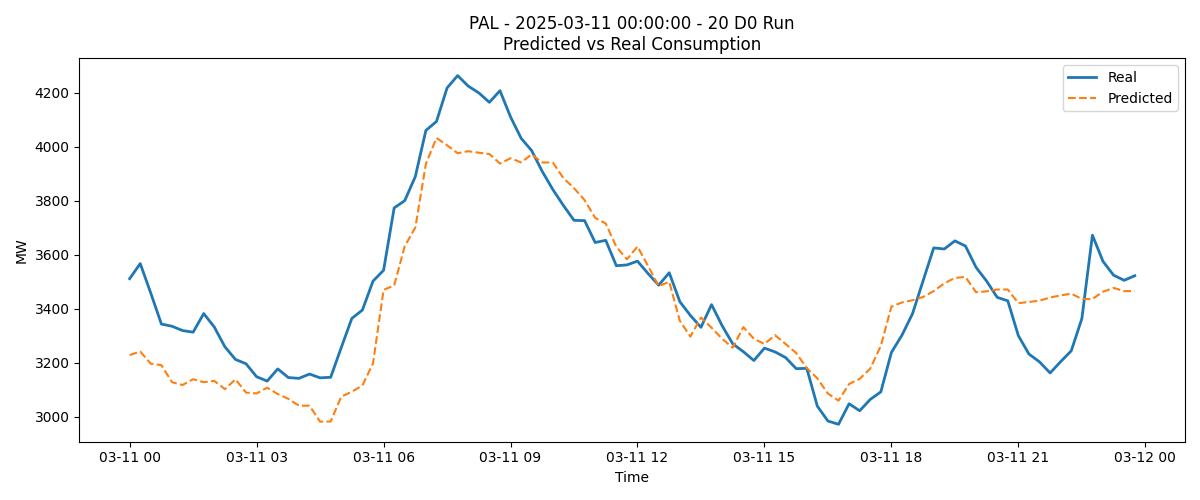 PAL - 2025-03-11 00:00:00 - 20 D0 Run
Predicted vs Real Consumption
Real
Predicted
MW
4200
4000
3800
3600
3400
3200
3000
03-11 00
03-11 03
03-11 06
03-11 09
03-11 12
03-11 15
03-11 18
03-11 21
03-12 00
Time